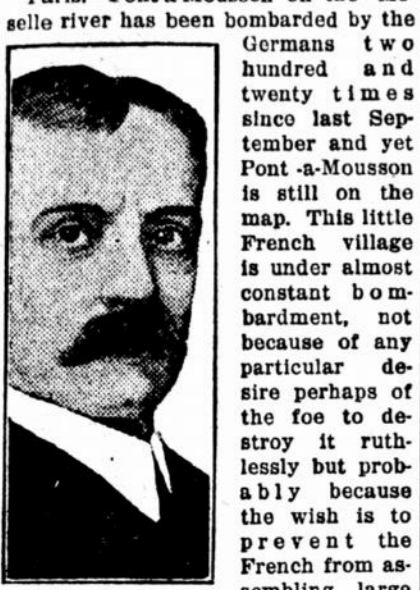 selle river has been bombarded by the
Germans two
hundred and
twenty times
since last Sep-
tember and yet
Pont -a-Mousson
is still on the
map. This little
French village
is under almost
constant bom-
bardment, not
because of any
particular de-
sire perhaps of
the foe to de-
stroy it ruth-
lessly but prob-
ably because
the wish is to
prevent the
French from as-
sembling large